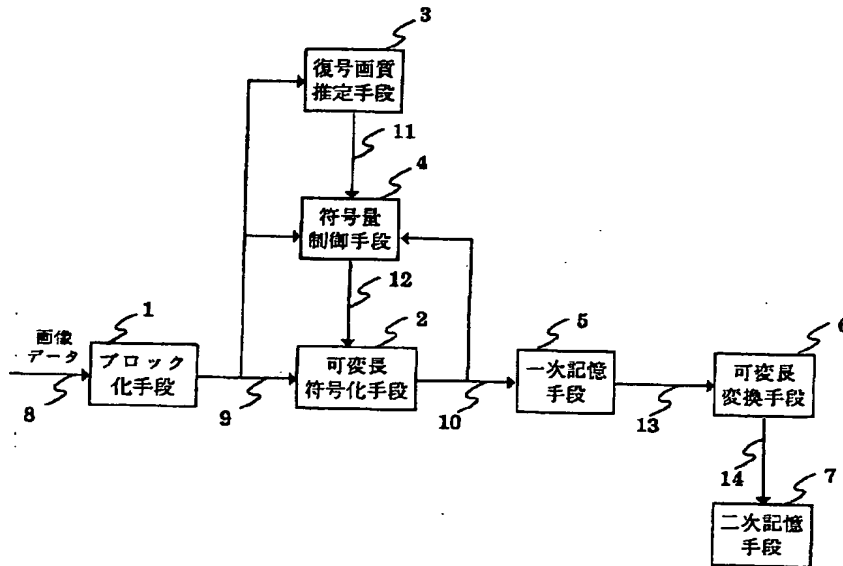 3
復号画質
推定手段
11
4
符号量
制御手段
12
1
2
5
6
画像
データ
ブロック
化手段
可変長
符号化手段
一次記憶
手段
可変長
変換手段
8
9
10
13
14
7
二次記憶
手段